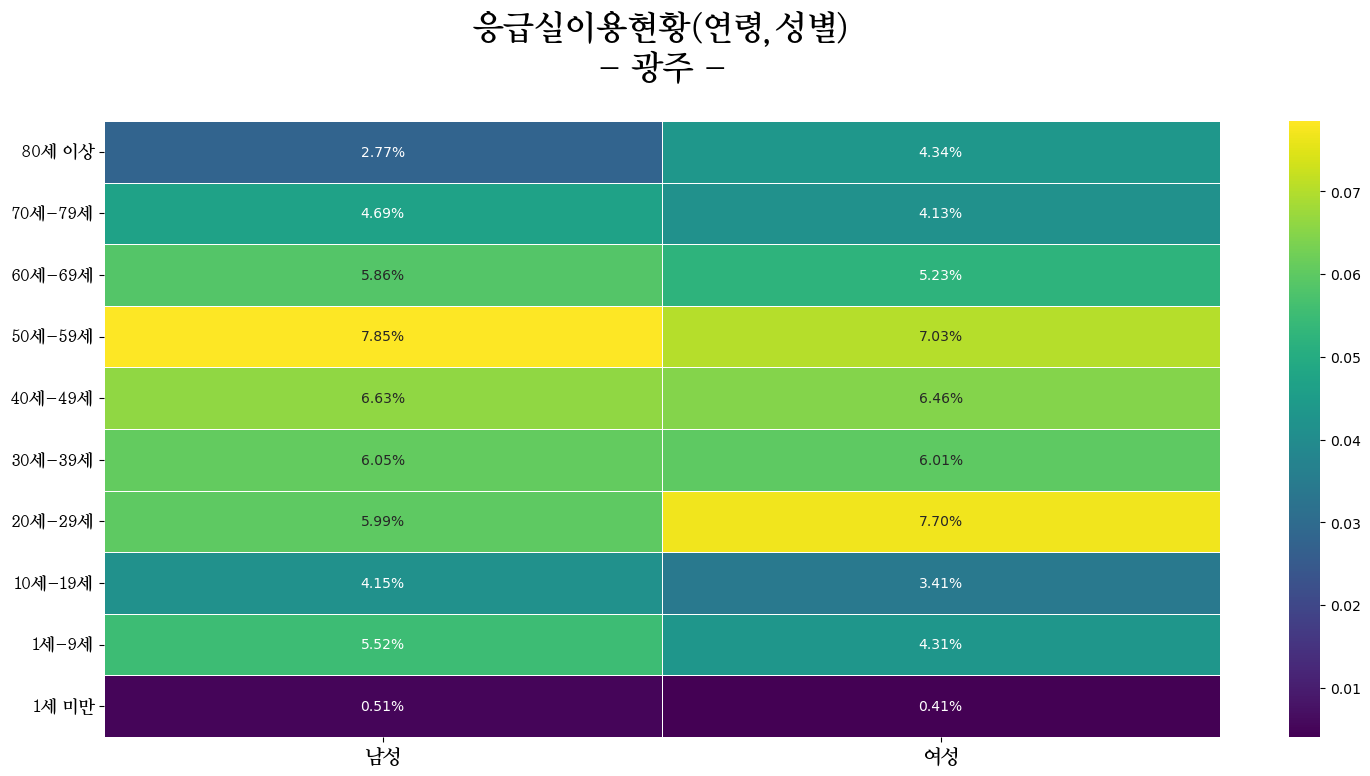 응급실이용현황(연령, 성별)
- 광주 -
80세 이상 2.77% 4.34%
70세-79세 4.69% 4.13%
60세-69세 5.86% 5.23%
50세-59세 7.85% 7.03%
40세-49세 6.63% 6.46%
30세-39세 6.05% 6.01%
20세-29세 5.99% 7.70%
10세-19세 4.15% 3.41%
1세-9세 5.52% 4.31%
1세 미만 0.51% 0.41%
남성 여성
0.07
0.06
0.05
0.04
0.03
0.02
0.01